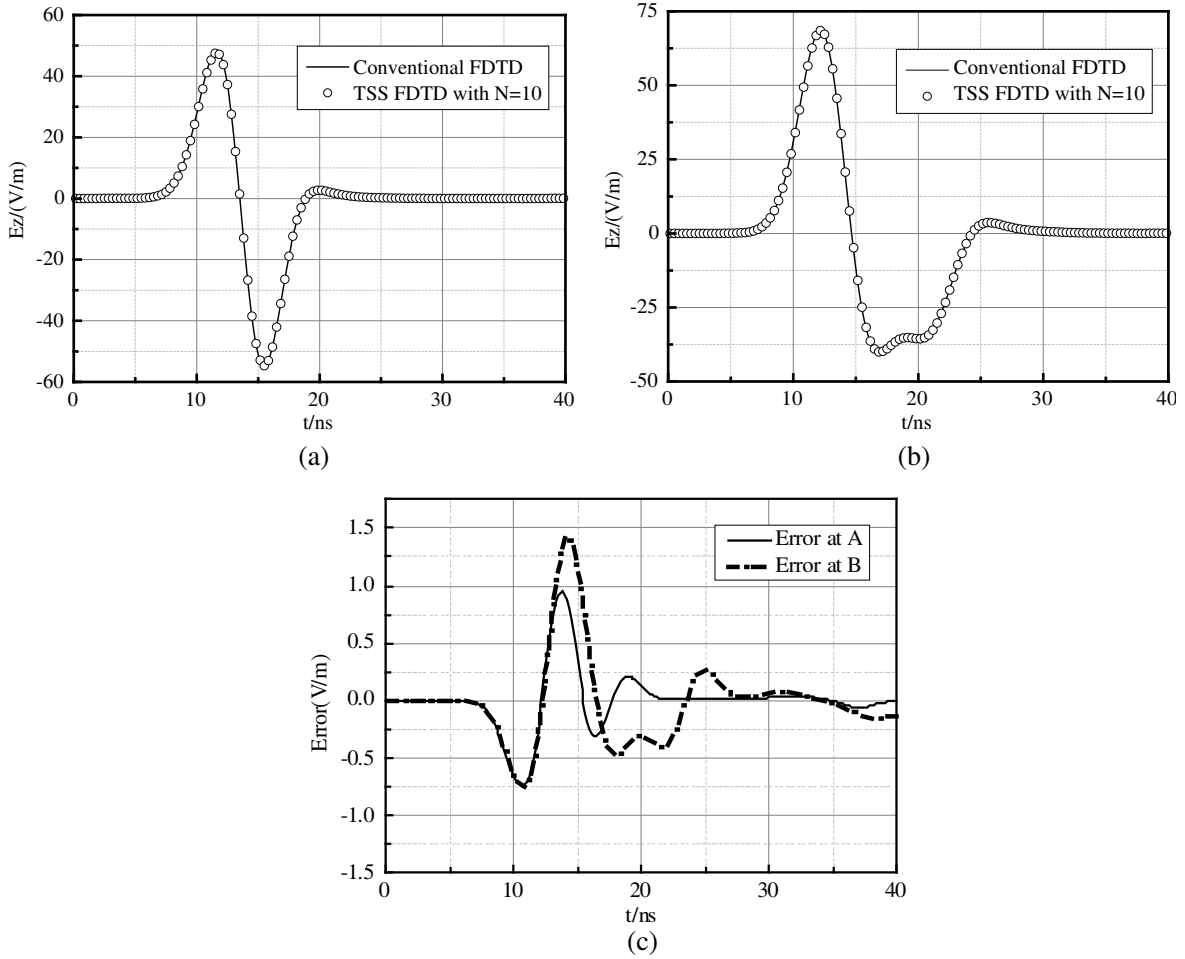 60
40
20
0
-20
-40
-60
Ez/(V/m)
Conventional FDTD
TSS FDTD with N=10
0 10 20 30 40
t/ns
(a)
75
50
25
0
-25
-50
Ez/(V/m)
Conventional FDTD
TSS FDTD with N=10
0 10 20 30 40
t/ns
(b)
1.5
1.0
0.5
0.0
-0.5
-1.0
-1.5
Error(V/m)
Error at A
Error at B
0 10 20 30 40
t/ns
(c)